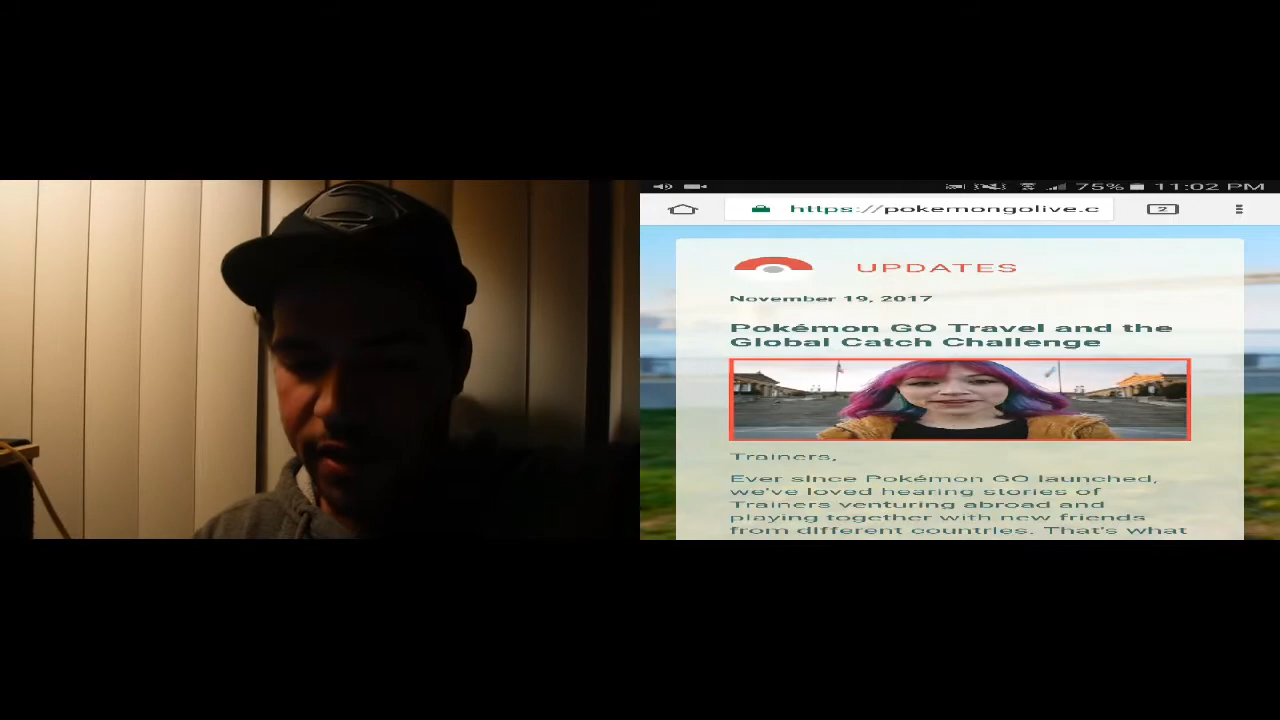 75% 11:02 PM
https://pokemongolive.c
2
UPDATES
November 19, 2017
Pokémon GO Travel and the
Global Catch Challenge
Trainers,
Ever since Pokémon GO launched,
we've loved hearing stories of
Trainers venturing abroad and
playing together with new friends
from different countries. That's what